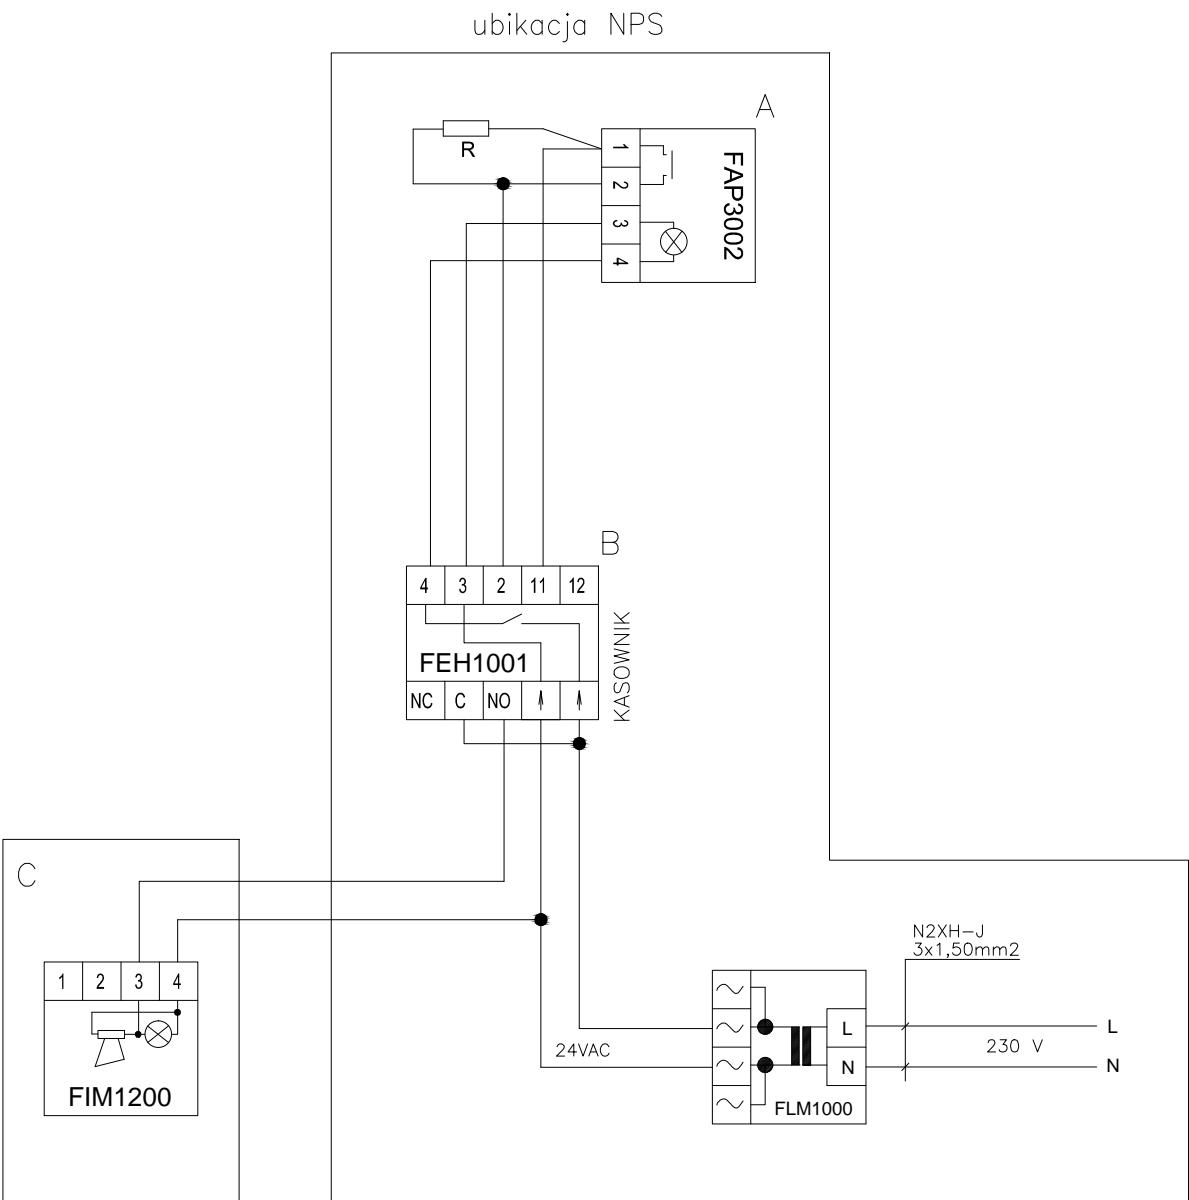 ubikacja NPS
A
R
1
2
3
4
FAP3002
B
4 3 2 11 12
FEH1001
KASOWNIK
NC C NO
C
1 2 3 4
FIM1200
N2XH-J
3x1,50mm2
24VAC
L
N
FLM1000
230 V
L
N